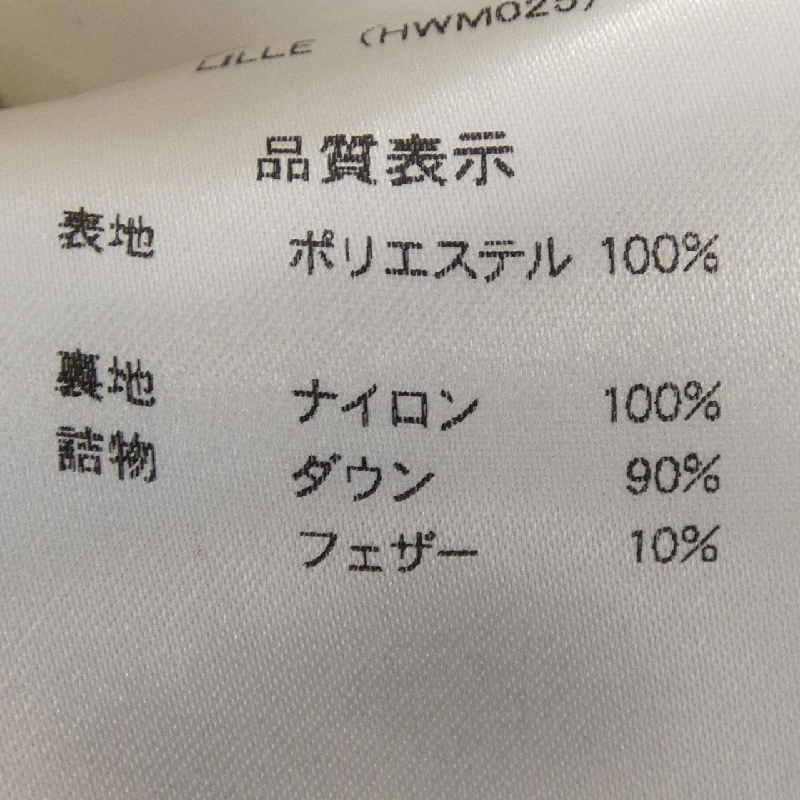 LILLE (HWM025)
品質表示
表地 ポリエステル 100%
裏地 ナイロン 100%
詰物 ダウン 90%
フェザー 10%